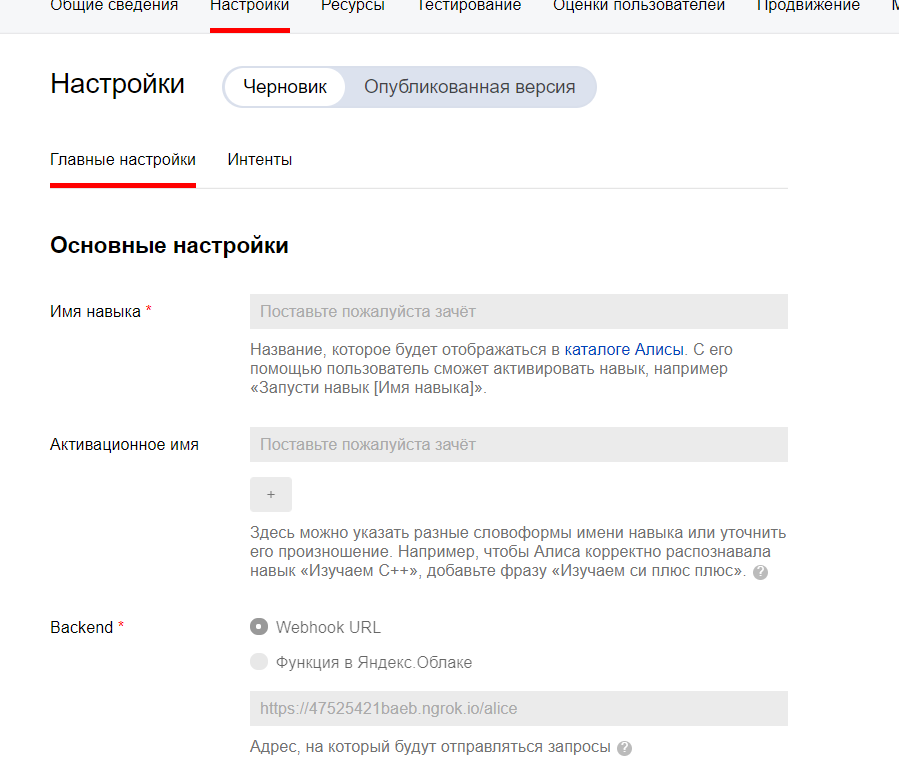 Общие сведения Настройки Ресурсы Тестирование Оценки пользователей Продвижение
Настройки Черновик Опубликованная версия
Главные настройки Интенты
Основные настройки
Имя навыка * Поставьте пожалуйста зачёт
Название, которое будет отображаться в каталоге Алисы. С его
помощью пользователь сможет активировать навык, например
«Запусти навык [Имя навыка]».
Активационное имя Поставьте пожалуйста зачёт
+
Здесь можно указать разные словоформы имени навыка или уточнить
его произношение. Например, чтобы Алиса корректно распознавала
навык «Изучаем C++», добавьте фразу «Изучаем си плюс плюс». ?
Backend * Webhook URL
Функция в Яндекс.Облаке
https://47525421baeb.ngrok.io/alice
Адрес, на который будут отправляться запросы ?